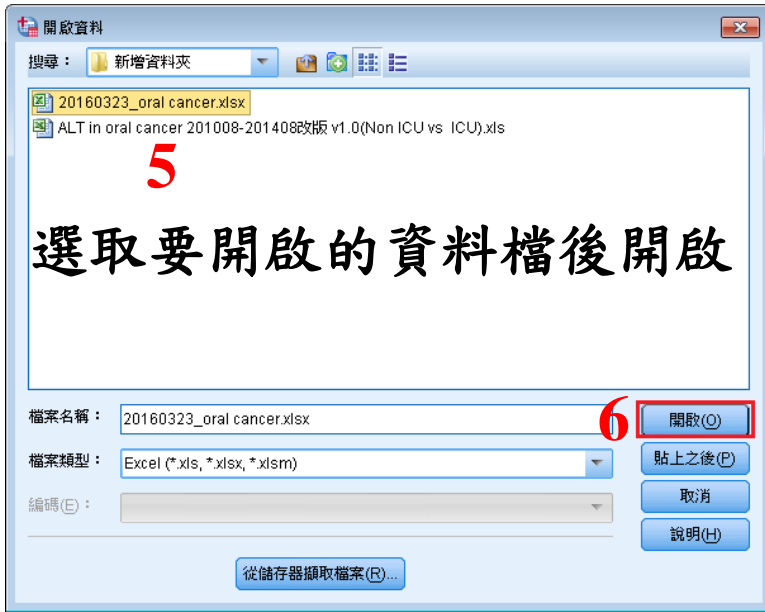 開啟資料
搜尋： 新增資料夾
20160323_oral cancer.xlsx
ALT in oral cancer 201008-201408改版 v1.0(Non ICU vs  ICU).xls
5
選取要開啟的資料檔後開啟
檔案名稱： 20160323_oral cancer.xlsx 6 開啟(O)
檔案類型： Excel (*.xls, *.xlsx, *.xlsm) 貼上之後(P)
編碼(E)： 取消
說明(H)
從儲存器擷取檔案(R)...